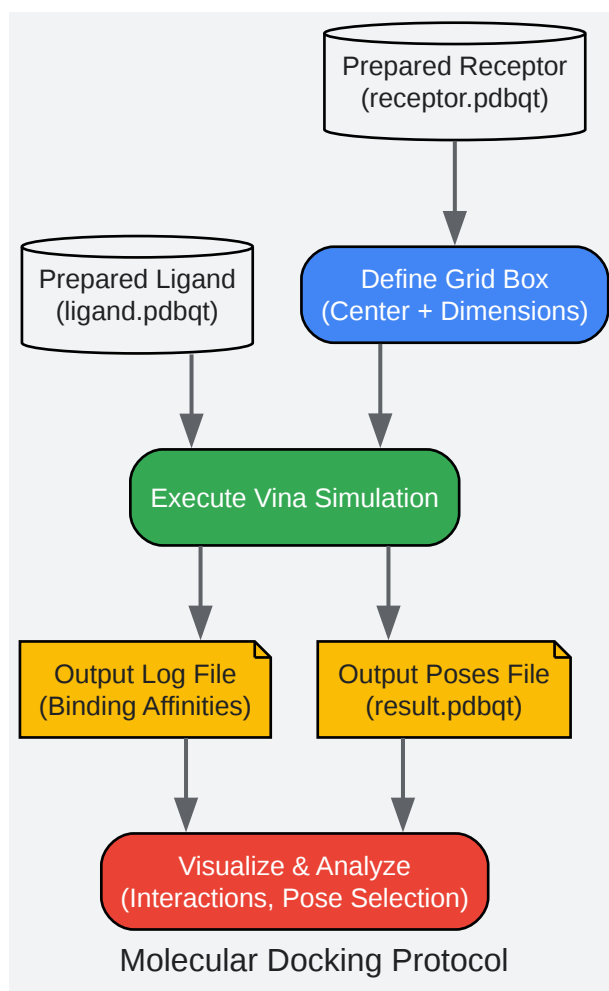 Prepared Receptor
(receptor.pdbqt)
Prepared Ligand
(ligand.pdbqt)
Define Grid Box
(Center + Dimensions)
Execute Vina Simulation
Output Log File
(Binding Affinities)
Output Poses File
(result.pdbqt)
Visualize & Analyze
(Interactions, Pose Selection)
Molecular Docking Protocol